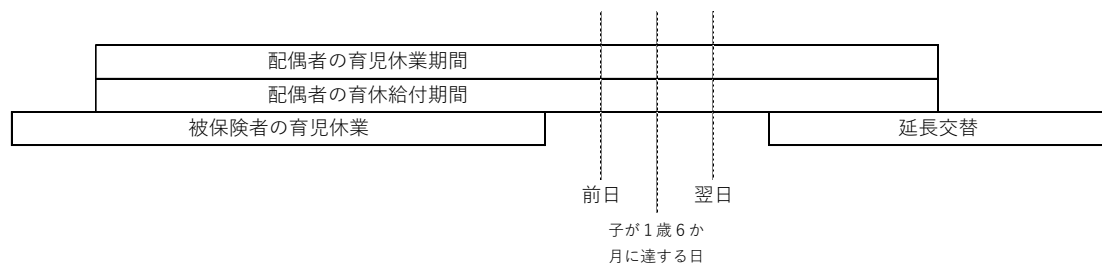 配偶者の育児休業期間
配偶者の育休給付期間
被保険者の育児休業
延長交替
前日
翌日
子が１歳６か
月に達する日